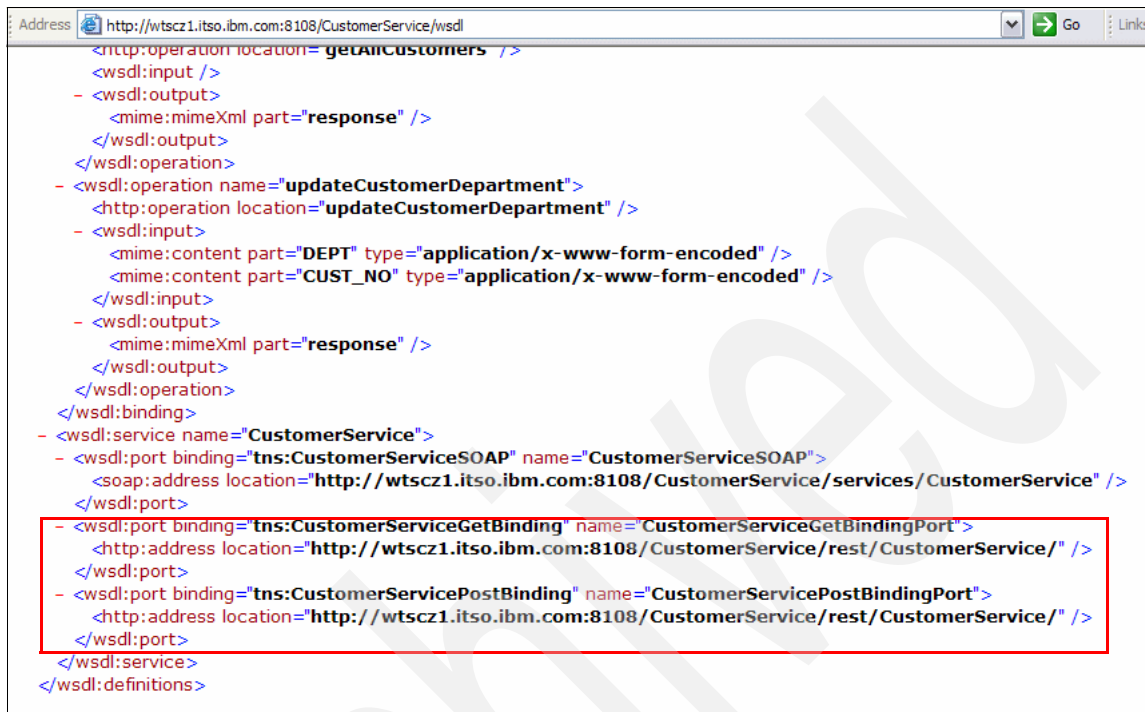 Address http://wtscz1.itso.ibm.com:8108/CustomerService/wsdl Go Links
<http:operation location="getAllCustomers" />
<wsdl:input />
- <wsdl:output>
<mime:mimeXml part="response" />
</wsdl:output>
</wsdl:operation>
- <wsdl:operation name="updateCustomerDepartment">
<http:operation location="updateCustomerDepartment" />
- <wsdl:input>
<mime:content part="DEPT" type="application/x-www-form-encoded" />
<mime:content part="CUST_NO" type="application/x-www-form-encoded" />
</wsdl:input>
- <wsdl:output>
<mime:mimeXml part="response" />
</wsdl:output>
</wsdl:operation>
</wsdl:binding>
- <wsdl:service name="CustomerService">
- <wsdl:port binding="tns:CustomerServiceSOAP" name="CustomerServiceSOAP">
<soap:address location="http://wtscz1.itso.ibm.com:8108/CustomerService/services/CustomerService" />
</wsdl:port>
- <wsdl:port binding="tns:CustomerServiceGetBinding" name="CustomerServiceGetBindingPort">
<http:address location="http://wtscz1.itso.ibm.com:8108/CustomerService/rest/CustomerService/" />
</wsdl:port>
- <wsdl:port binding="tns:CustomerServicePostBinding" name="CustomerServicePostBindingPort">
<http:address location="http://wtscz1.itso.ibm.com:8108/CustomerService/rest/CustomerService/" />
</wsdl:port>
</wsdl:service>
</wsdl:definitions>